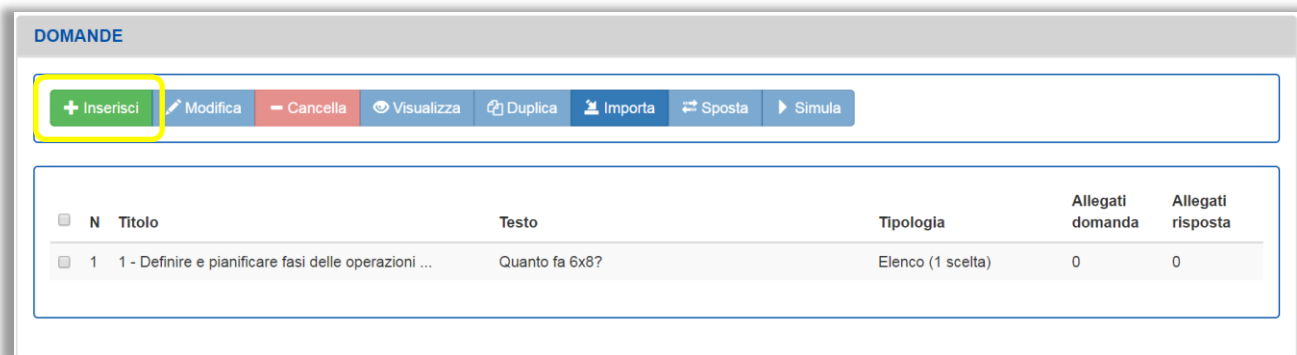 DOMANDE
Inserisci Modifica Cancella Visualizza Duplica Importa Sposta Simula
N Titolo Testo Tipologia Allegati domanda Allegati risposta
1 1 - Definire e pianificare fasi delle operazioni ... Quanto fa 6x8? Elenco (1 scelta) 0 0